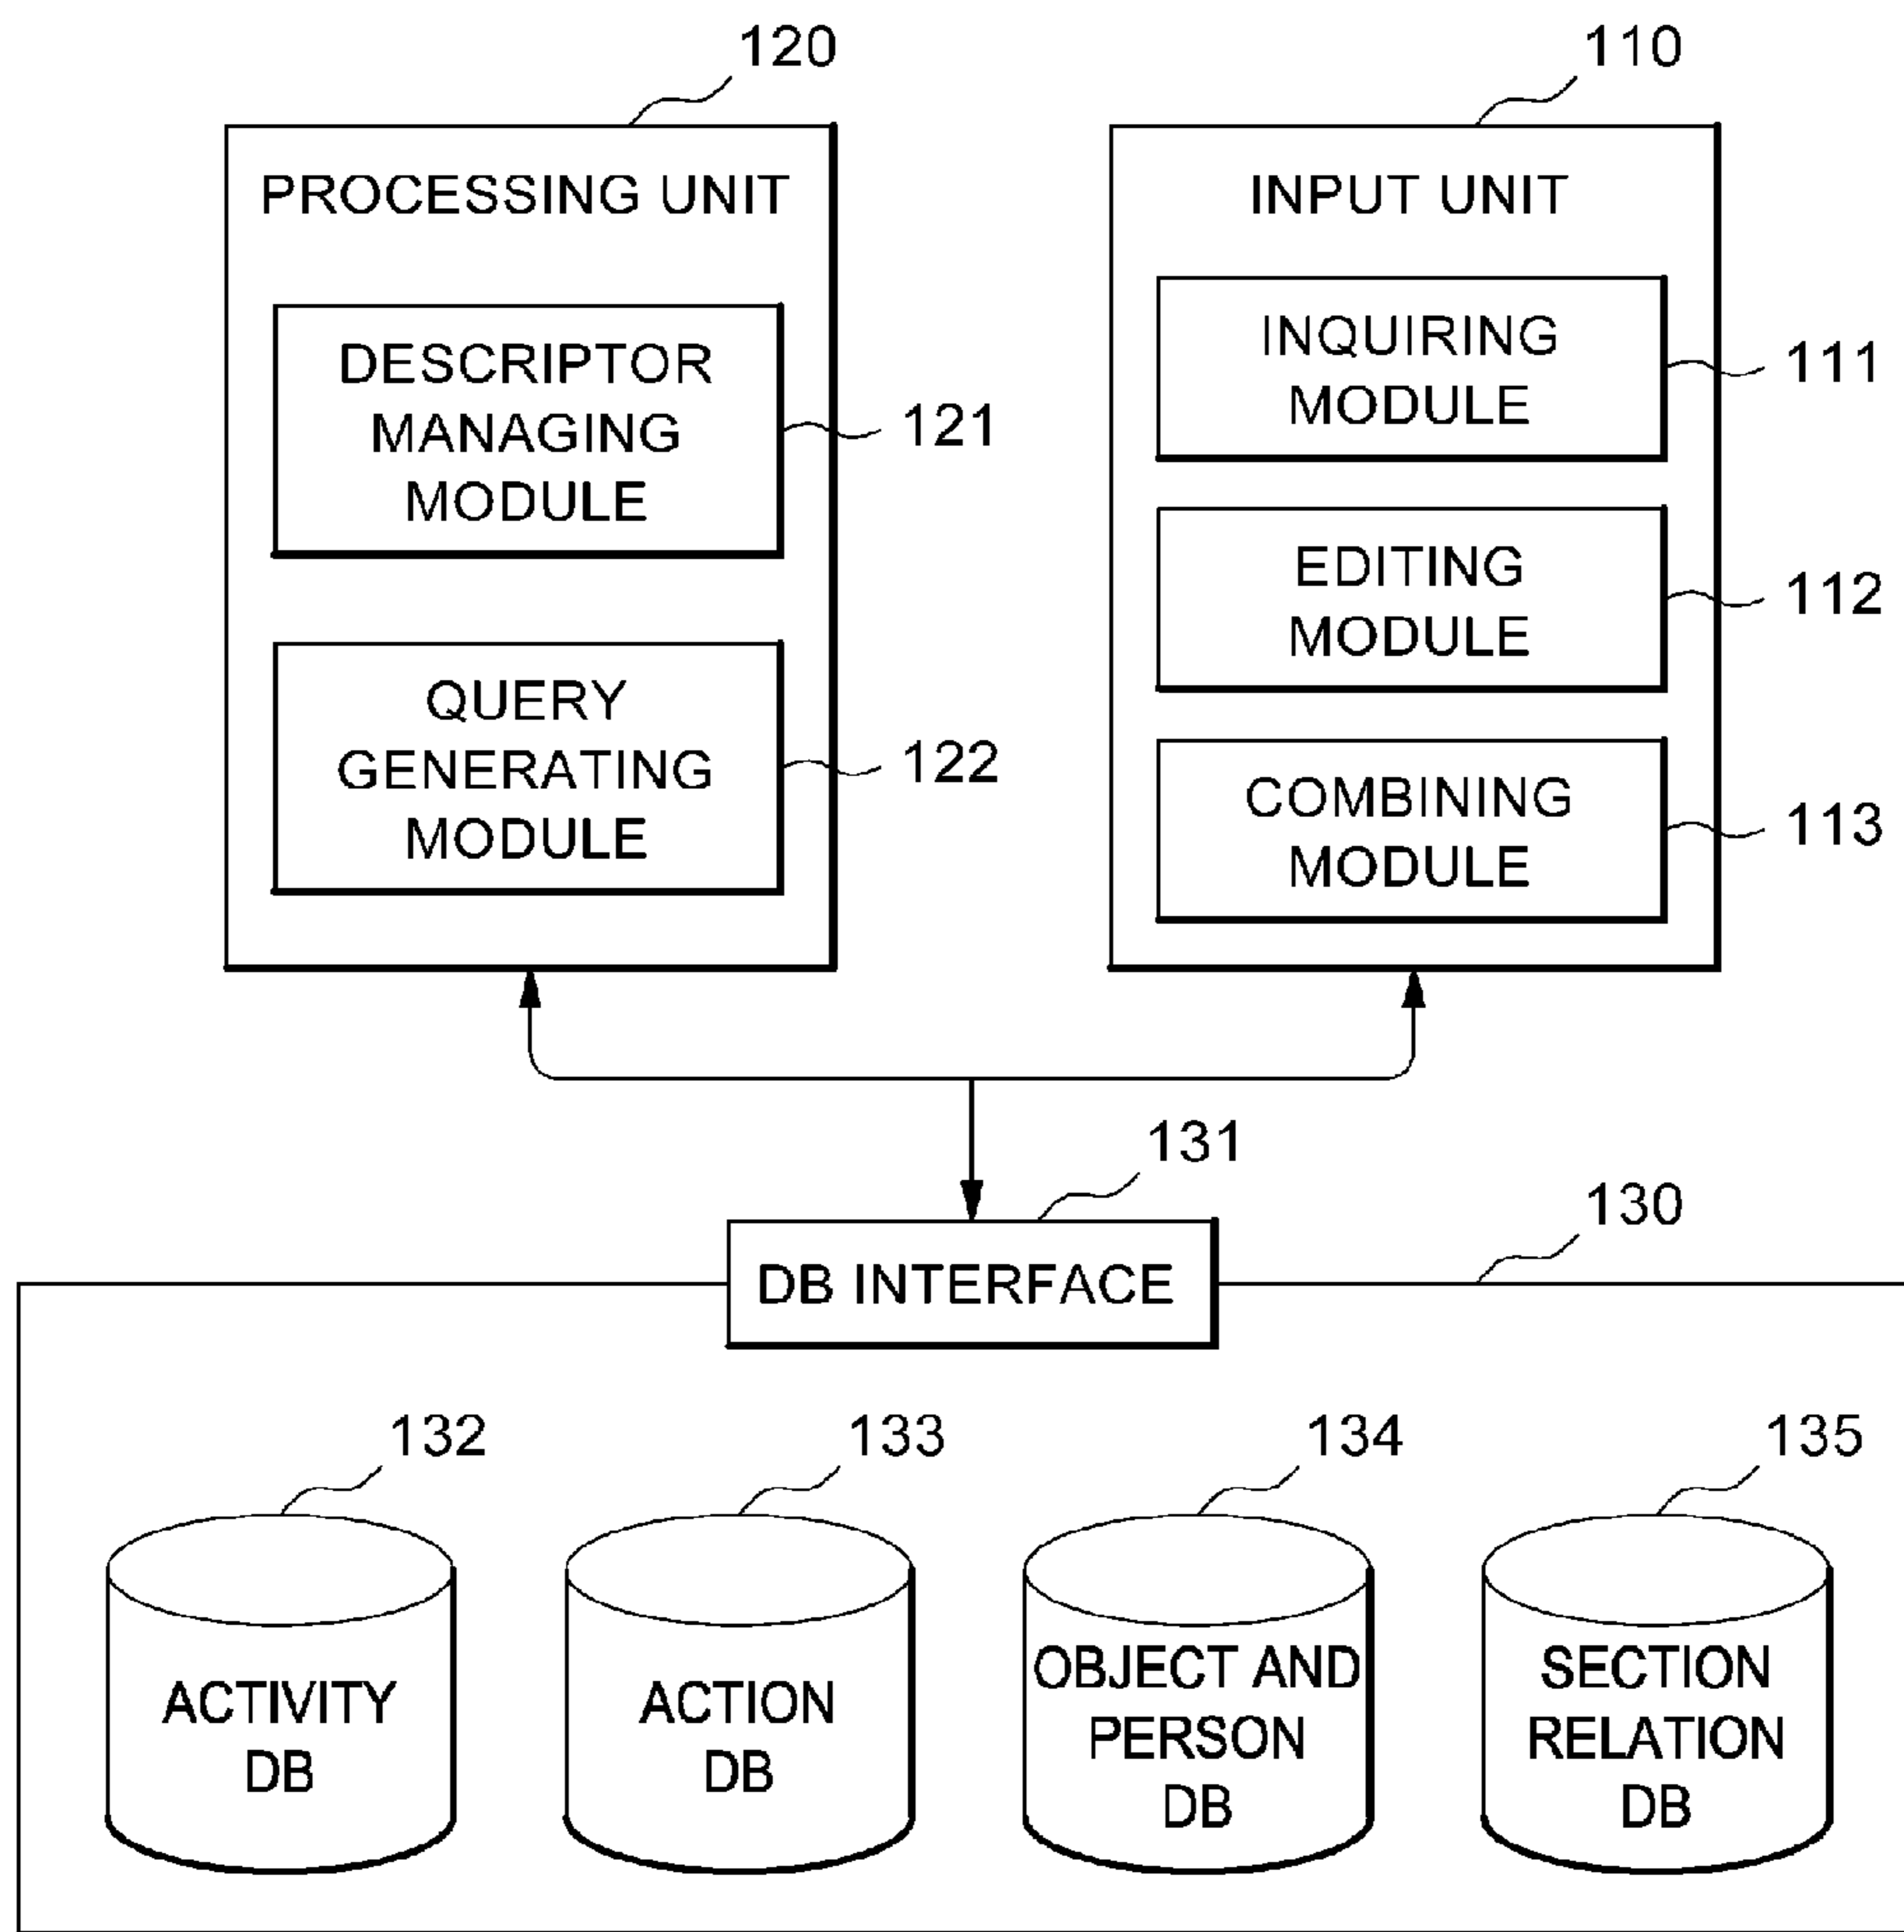 120
110
PROCESSING UNIT
DESCRIPTOR
MANAGING
MODULE
121
QUERY
GENERATING
MODULE
122
INPUT UNIT
INQUIRING
MODULE
111
EDITING
MODULE
112
COMBINING
MODULE
113
131
130
DB INTERFACE
132
133
134
135
ACTIVITY
DB
ACTION
DB
OBJECT AND
PERSON
DB
SECTION
RELATION
DB